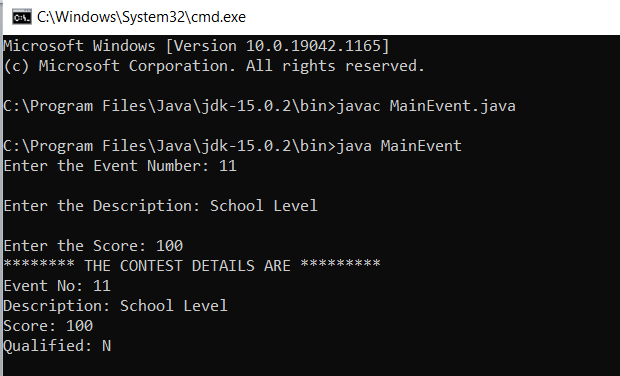 C:\Windows\System32\cmd.exe
Microsoft Windows [Version 10.0.19042.1165]
(c) Microsoft Corporation. All rights reserved.
C:\Program Files\Java\jdk-15.0.2\bin>javac MainEvent.java
C:\Program Files\Java\jdk-15.0.2\bin>java MainEvent
Enter the Event Number: 11
Enter the Description: School Level
Enter the Score: 100
******** THE CONTEST DETAILS ARE *********
Event No: 11
Description: School Level
Score: 100
Qualified: N